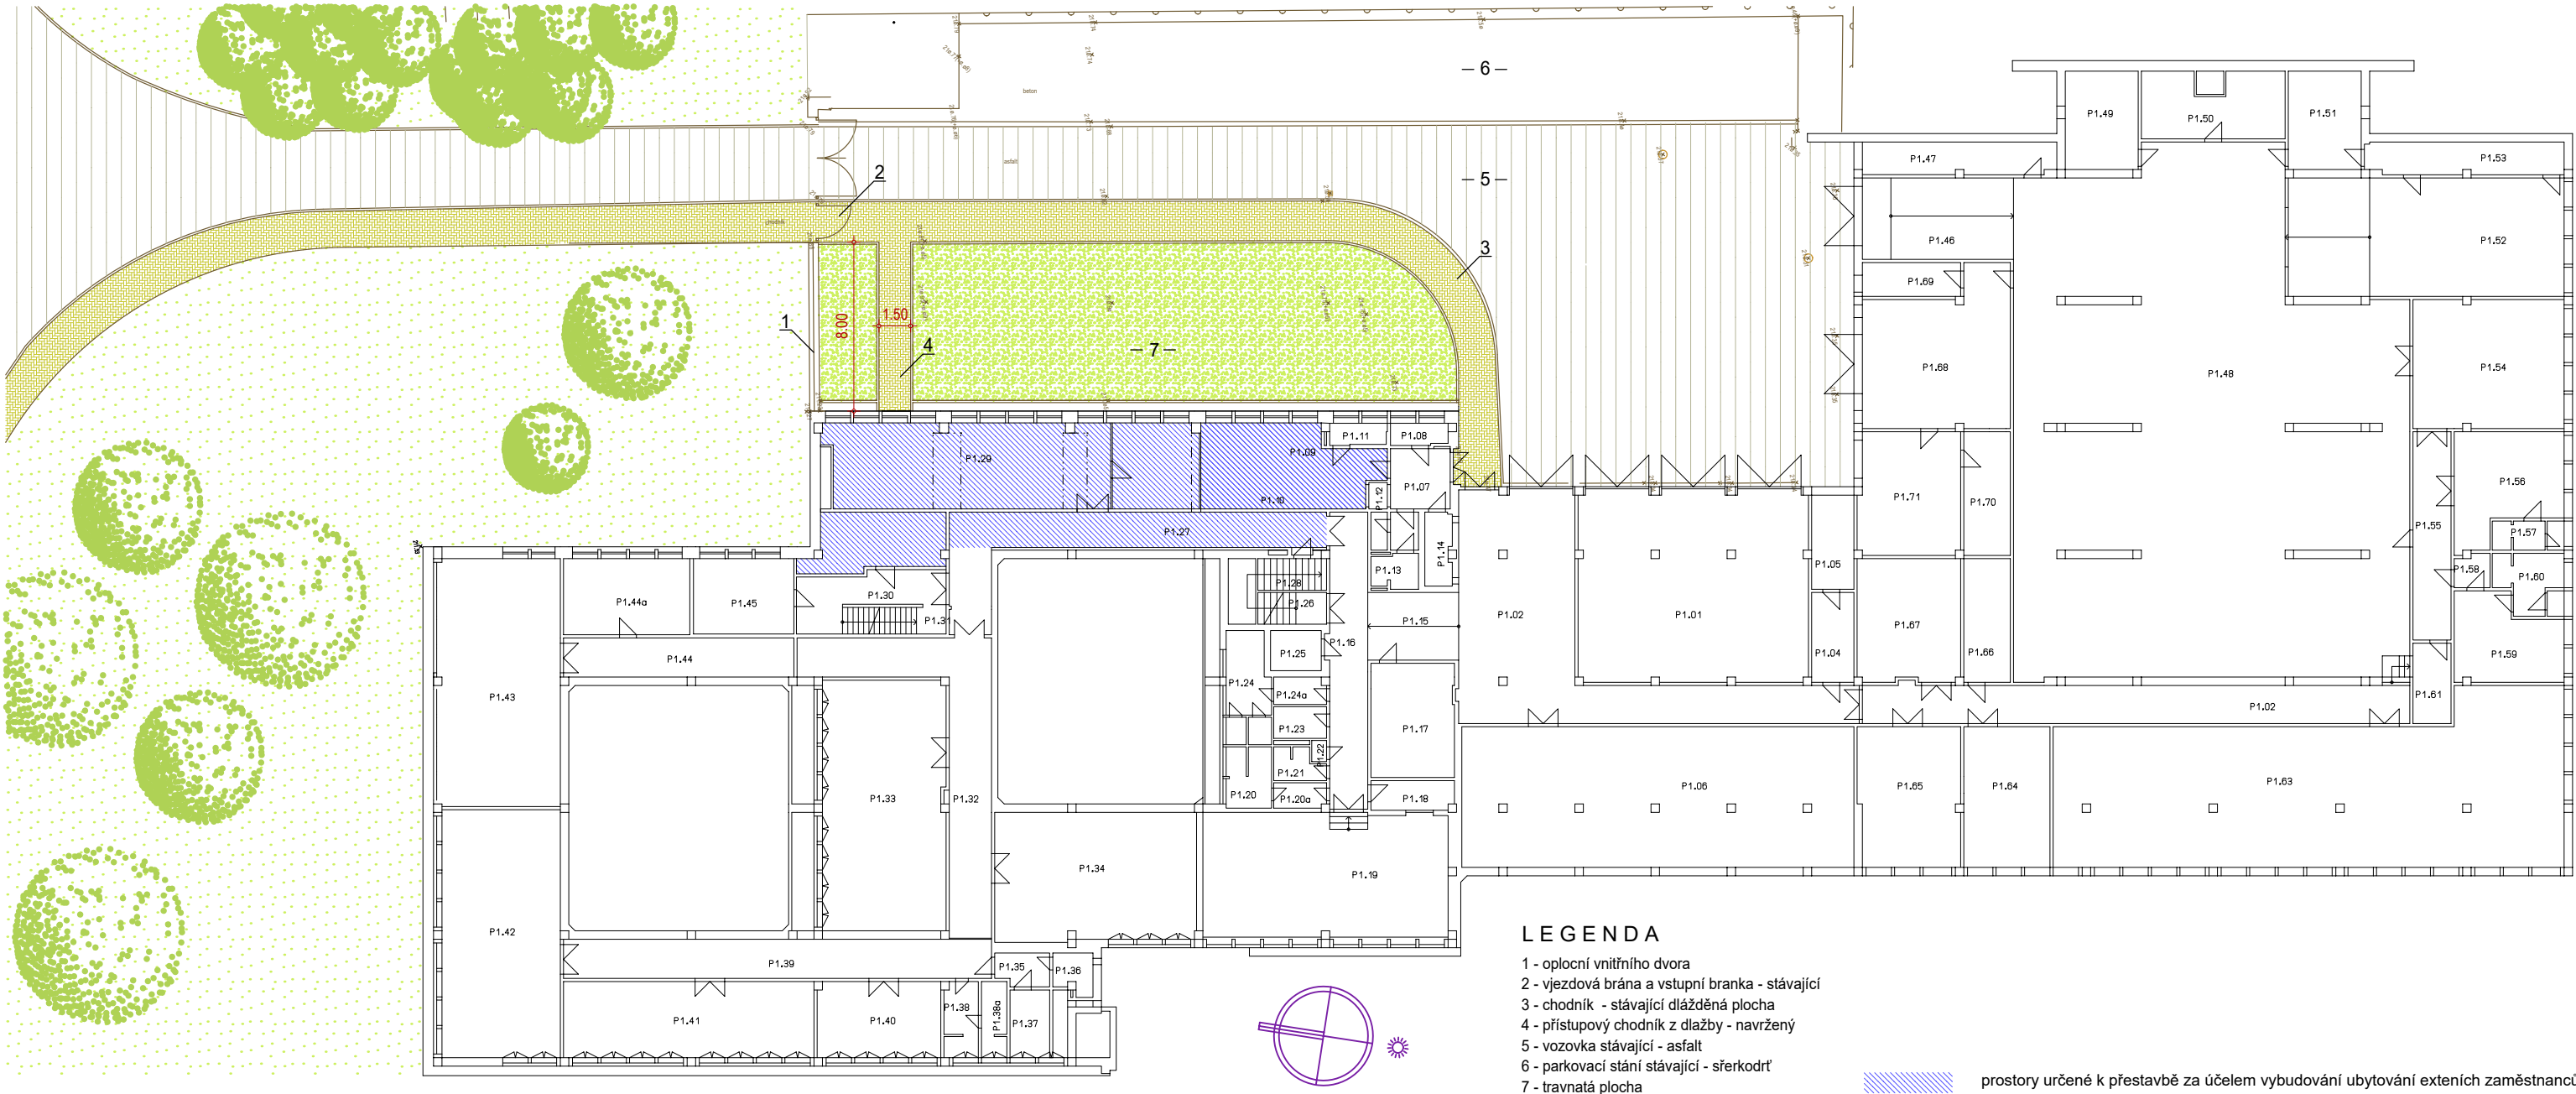 — 6 —
beton
asfalt
2
— 5 —
chodník
3
1
8.00
1.50
4
— 7 —
P1.49
P1.50
P1.51
P1.47
P1.53
P1.46
P1.52
P1.69
P1.68
P1.48
P1.54
P1.11
P1.08
P1.29
P1.09
P1.07
P1.10
P1.12
P1.71
P1.70
P1.56
P1.55
P1.57
P1.27
P1.14
P1.13
P1.05
P1.58
P1.60
P1.28
P1.26
P1.30
P1.31
P1.44a
P1.45
P1.02
P1.01
P1.15
P1.16
P1.25
P1.04
P1.67
P1.66
P1.59
P1.44
P1.43
P1.24
P1.24a
P1.61
P1.02
P1.23
P1.17
P1.22
P1.21
P1.33
P1.32
P1.20
P1.20a
P1.18
P1.06
P1.65
P1.64
P1.63
P1.34
P1.19
P1.42
P1.39
P1.35
P1.36
P1.38
P1.38a
P1.37
P1.41
P1.40
LEGENDA
1 - oplocní vnitřního dvora
2 - vjezdová brána a vstupní branka - stávající
3 - chodník - stávající dlážděná plocha
4 - přístupový chodník z dlažby - navržený
5 - vozovka stávající - asfalt
6 - parkovací stání stávající - sřerkodrť
7 - travnatá plocha
prostory určené k přestavbě za účelem vybudování ubytování exteních zaměstnanců